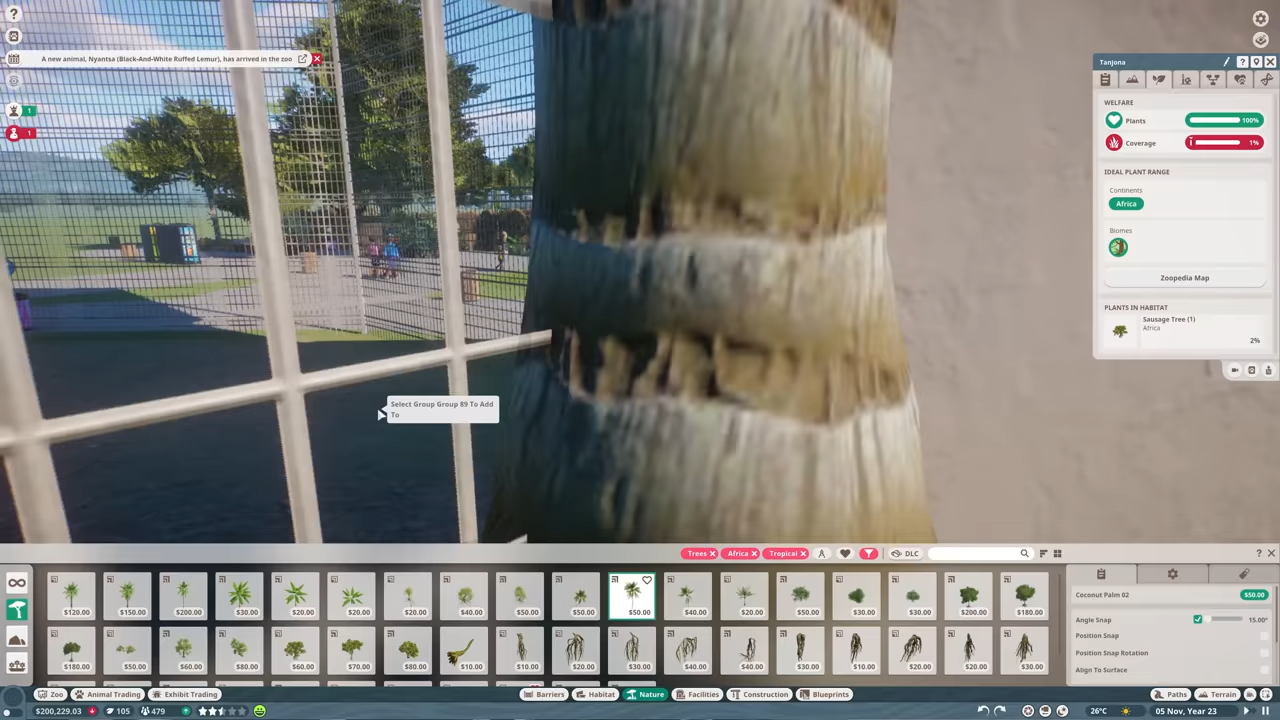 A new animal, Nyantsa (Black-And-White Ruffed Lemur), has arrived in the zoo
1
1
Select Group Group 89 To Add
To
Tanjona
WELFARE
Plants
100%
Coverage
1%
IDEAL PLANT RANGE
Continents
Africa
Biomes
Zoopedia Map
PLANTS IN HABITAT
Sausage Tree (1)
Africa
2%
Trees
Africa
Tropical
DLC
$120.00
$150.00
$200.00
$30.00
$20.00
$20.00
$20.00
$40.00
$50.00
$50.00
$50.00
$40.00
$20.00
$50.00
$30.00
$30.00
$200.00
$180.00
$180.00
$50.00
$60.00
$80.00
$60.00
$70.00
$80.00
$10.00
$10.00
$20.00
$30.00
$40.00
$40.00
$30.00
$10.00
$20.00
$20.00
$30.00
Coconut Palm 02
$50.00
Angle Snap
15.00°
Position Snap
Position Snap Rotation
Align To Surface
Zoo
Animal Trading
Exhibit Trading
Barriers
Habitat
Nature
Facilities
Construction
Blueprints
Paths
Terrain
$200,229.03
105
479
26°C
05 Nov, Year 23